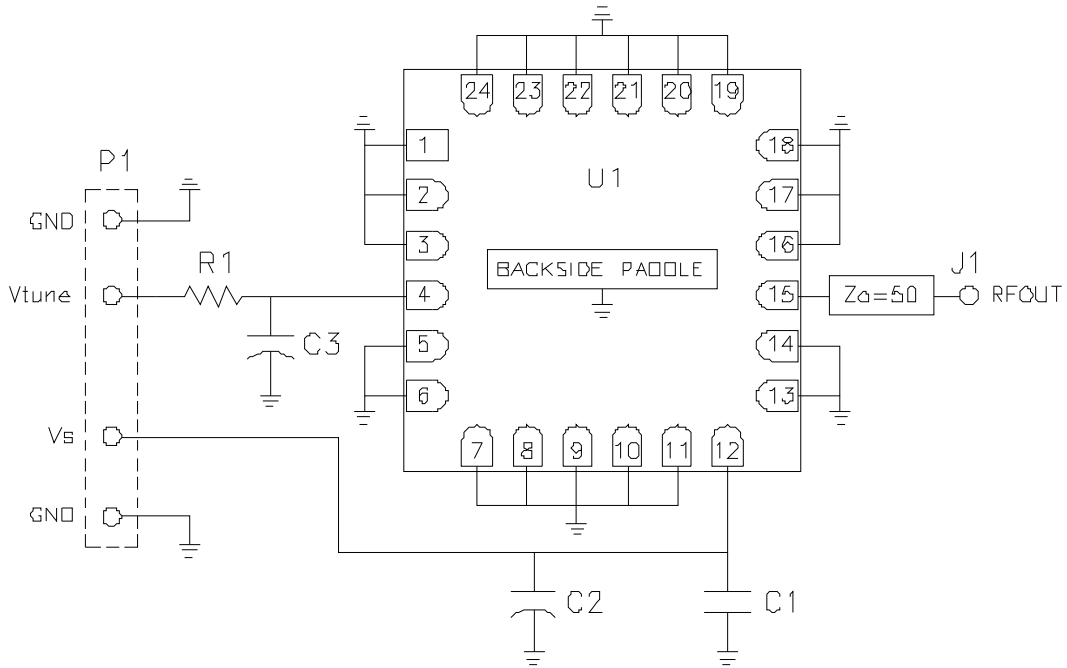 24 23 22 21 20 19
1 18
P1
U1
2 17
GND
3 16
R1
BACKSIDE PADDLE
J1
Vtune
4 15
Zo=50
RFOUT
C3
5 14
6 13
Vs
7 8 9 10 11 12
GND
C2
C1